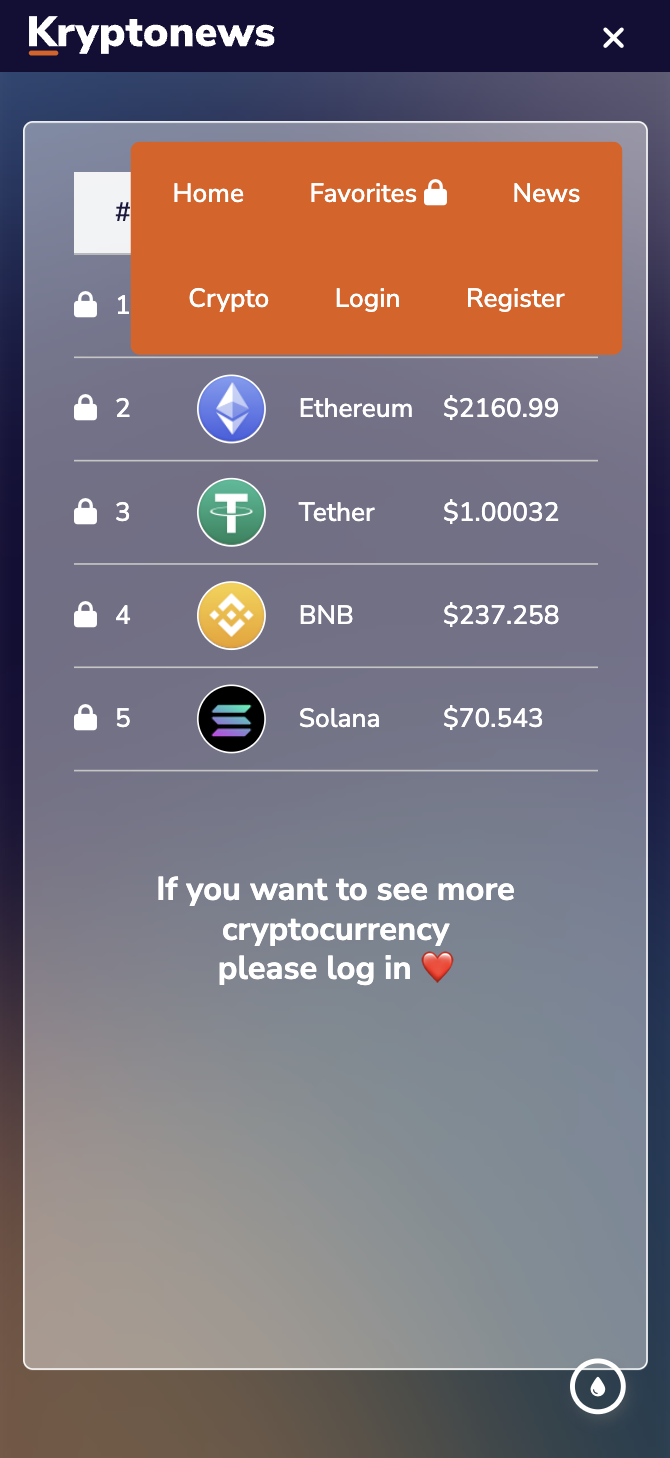 Kryptonews
Home Favorites News
#
Crypto Login Register
1
2 Ethereum $2160.99
3 Tether $1.00032
4 BNB $237.258
5 Solana $70.543
If you want to see more
cryptocurrency
please log in ❤️